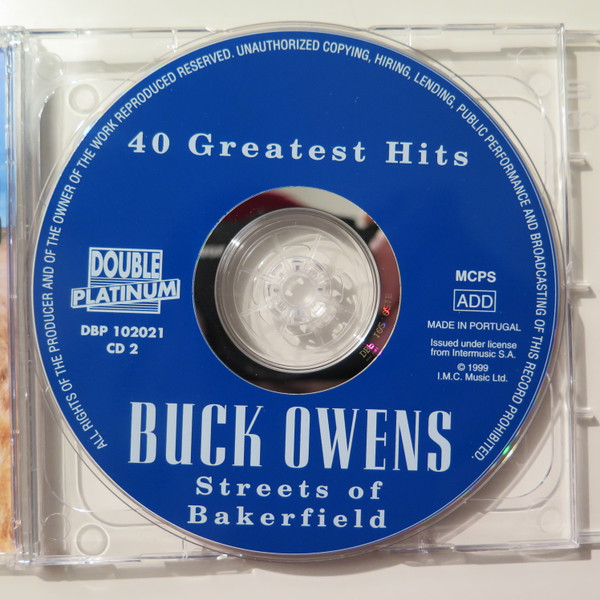 ALL RIGHTS OF THE PRODUCER AND OF THE OWNER OF THE WORK REPRODUCED RESERVED. UNAUTHORIZED COPYING, HIRING, LENDING, PUBLIC PERFORMANCE AND BROADCASTING OF THIS RECORD PROHIBITED.
40 Greatest Hits
DOUBLE
PLATINUM
DBP 102021
CD 2
MCPS
ADD
MADE IN PORTUGAL
Issued under license
from Intermusic S.A.
© 1999
I.M.C. Music Ltd.
BUCK OWENS
Streets of
Bakerfield